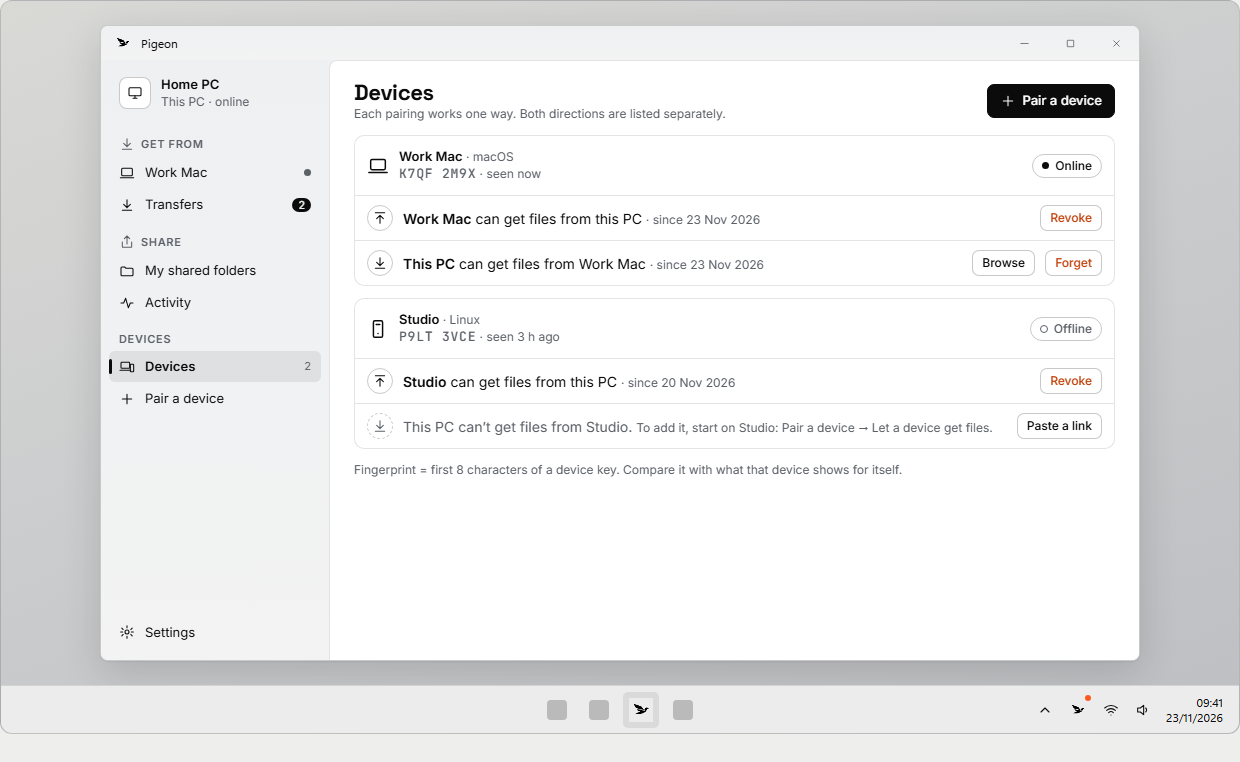 Pigeon
Home PC
This PC · online
GET FROM
Work Mac
Transfers 2
SHARE
My shared folders
Activity
DEVICES
Devices 2
Pair a device
Settings
Devices
Each pairing works one way. Both directions are listed separately.
Pair a device
Work Mac · macOS
K7QF 2M9X · seen now
Online
Work Mac can get files from this PC · since 23 Nov 2026
Revoke
This PC can get files from Work Mac · since 23 Nov 2026
Browse
Forget
Studio · Linux
P9LT 3VCE · seen 3 h ago
Offline
Studio can get files from this PC · since 20 Nov 2026
Revoke
This PC can’t get files from Studio. To add it, start on Studio: Pair a device → Let a device get files.
Paste a link
Fingerprint = first 8 characters of a device key. Compare it with what that device shows for itself.
09:41
23/11/2026